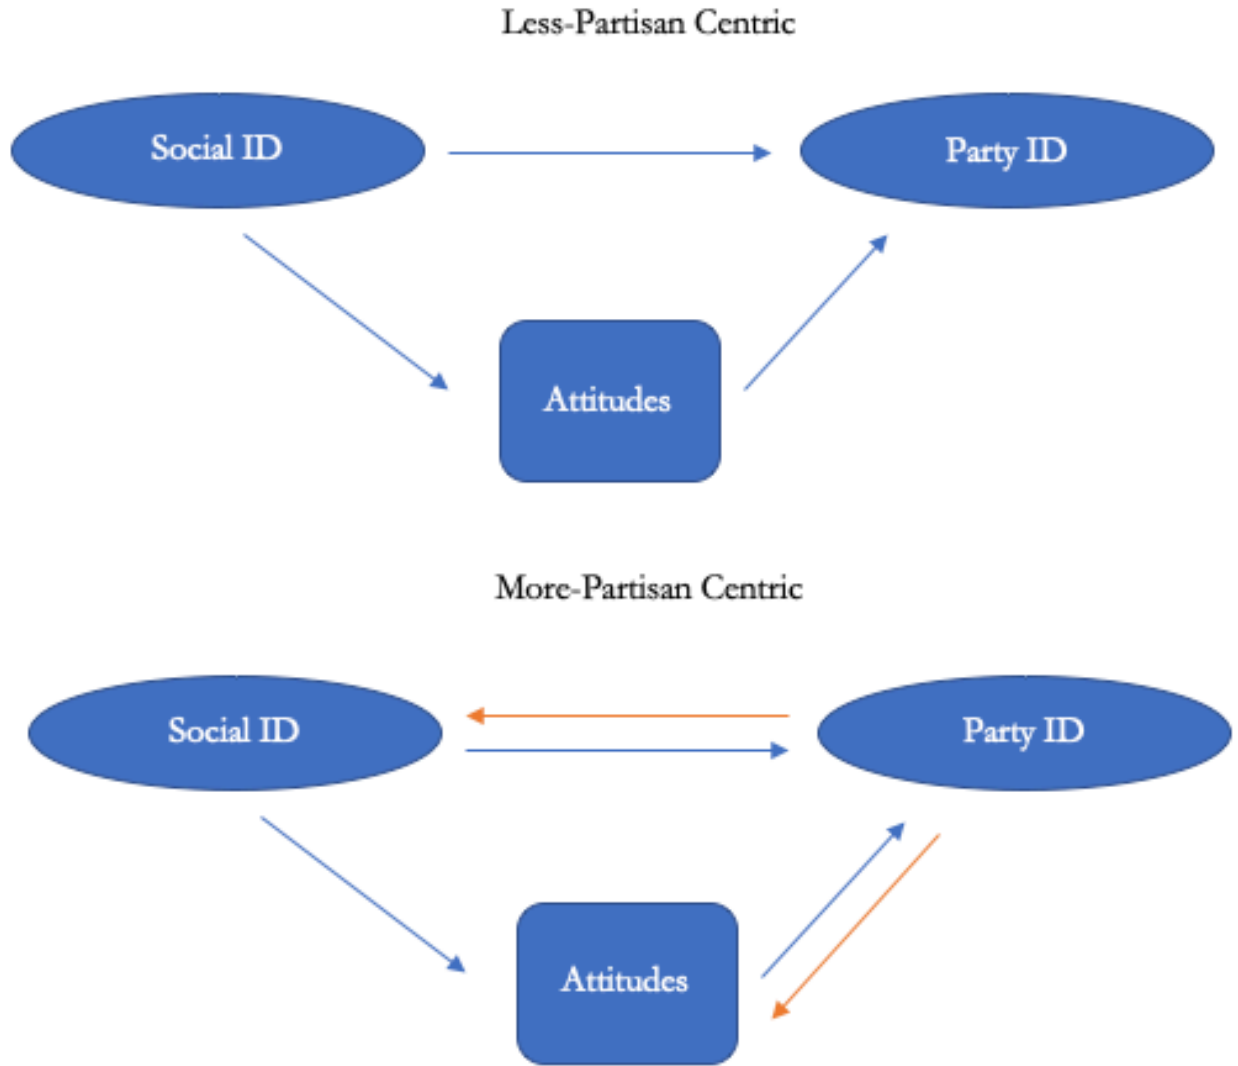 Less-Partisan Centric
Social ID
Party ID
Attitudes
More-Partisan Centric
Social ID
Party ID
Attitudes